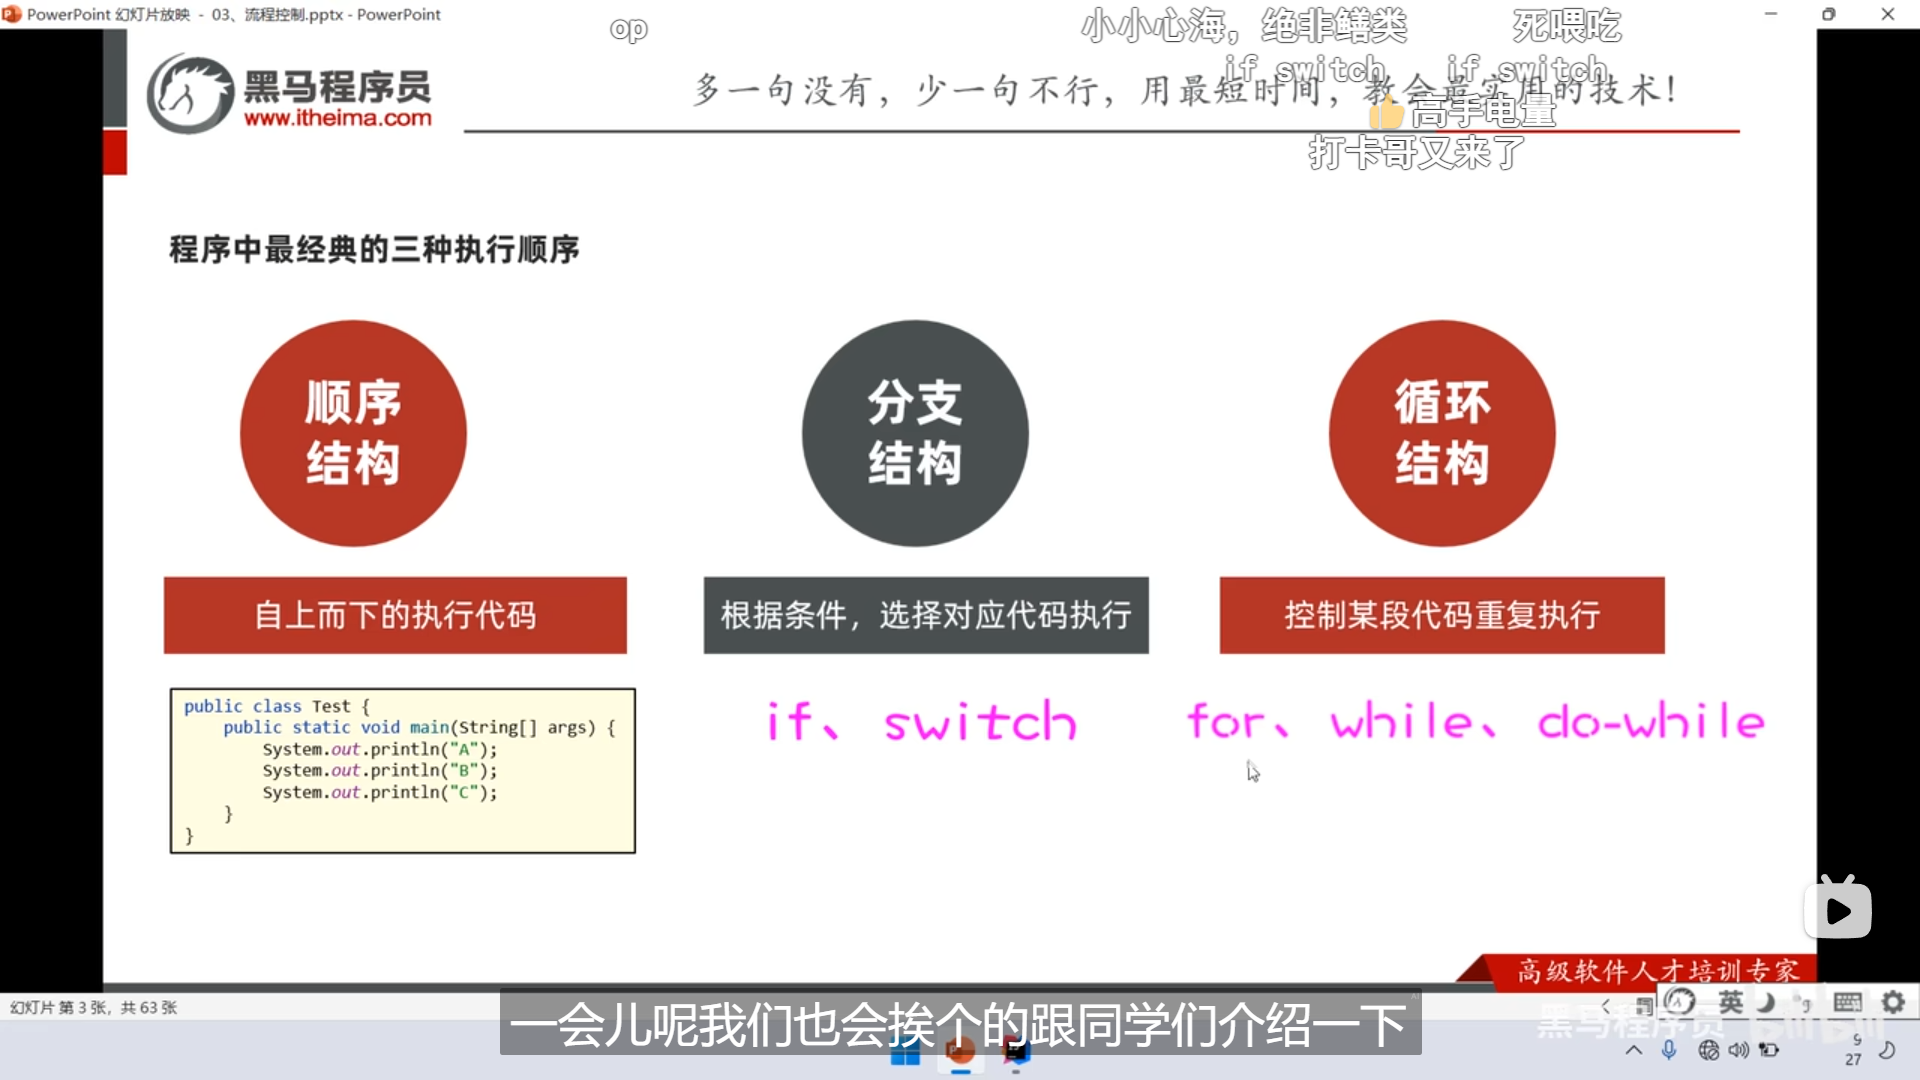 PowerPoint 幻灯片放映 - 03、流程控制.pptx - PowerPoint
op
小小心海，绝非鳝类
死喂吃
if switch
if switch
黑马程序员
www.itheima.com
多一句没有，少一句不行，用最短时间，教会最实用的技术！
高手电量
打卡哥又来了
程序中最经典的三种执行顺序
顺序
结构
分支
结构
循环
结构
自上而下的执行代码
根据条件，选择对应代码执行
控制某段代码重复执行
public class Test {
    public static void main(String[] args) {
        System.out.println("A");
        System.out.println("B");
        System.out.println("C");
    }
}
if、switch
for、while、do-while
高级软件人才培训专家
幻灯片 第 3 张，共 63 张
英
黑马程序员
一会儿呢我们也会挨个的跟同学们介绍一下
27